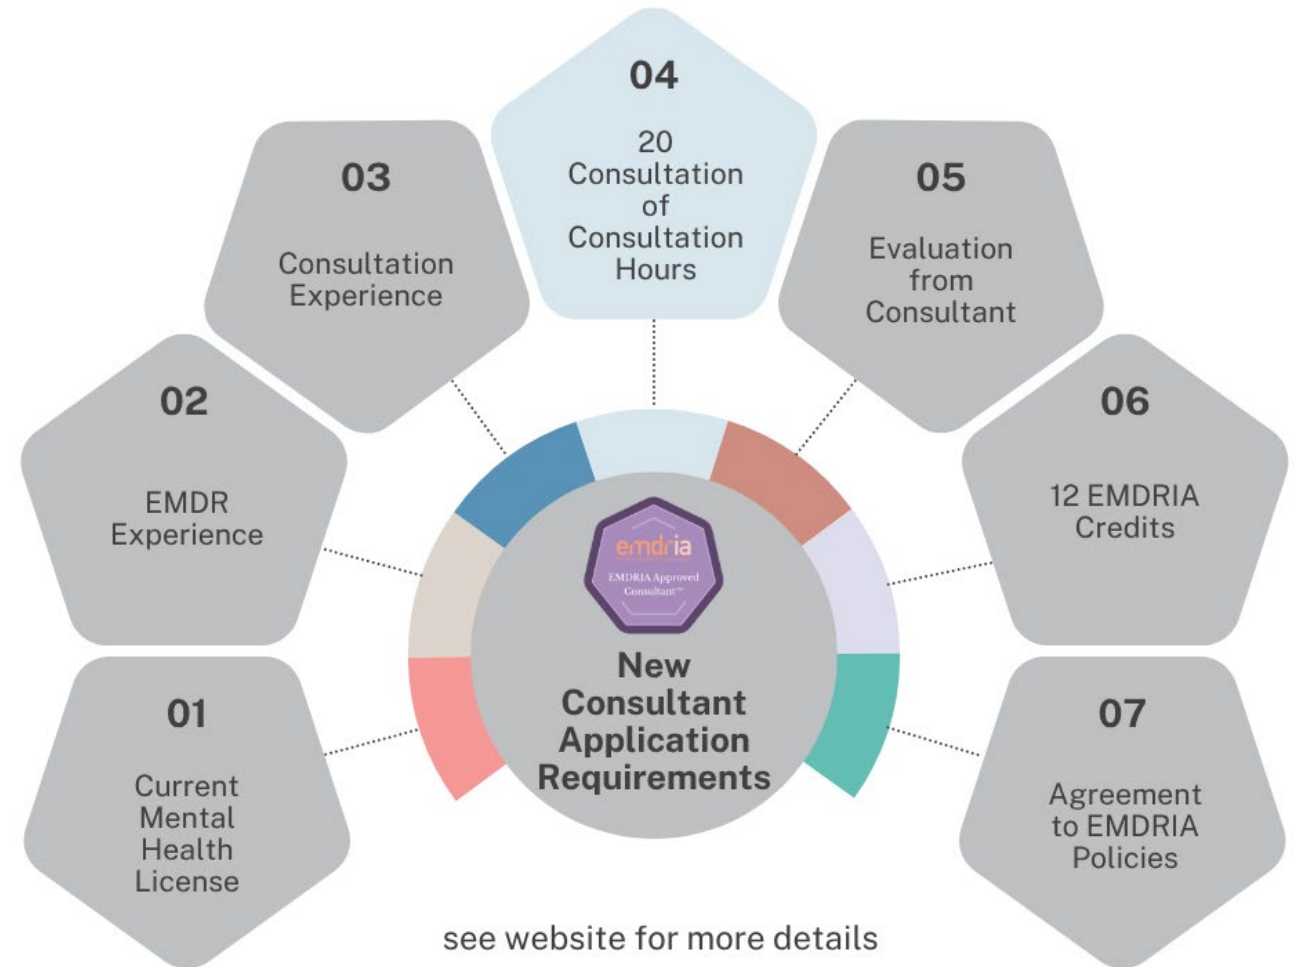 01
Current
Mental
Health
License
02
EMDR
Experience
03
Consultation
Experience
04
20
Consultation
of
Consultation
Hours
05
Evaluation
from
Consultant
06
12 EMDRIA
Credits
07
Agreement
to EMDRIA
Policies
emdria
EMDRIA Approved
Consultant™
New
Consultant
Application
Requirements
see website for more details